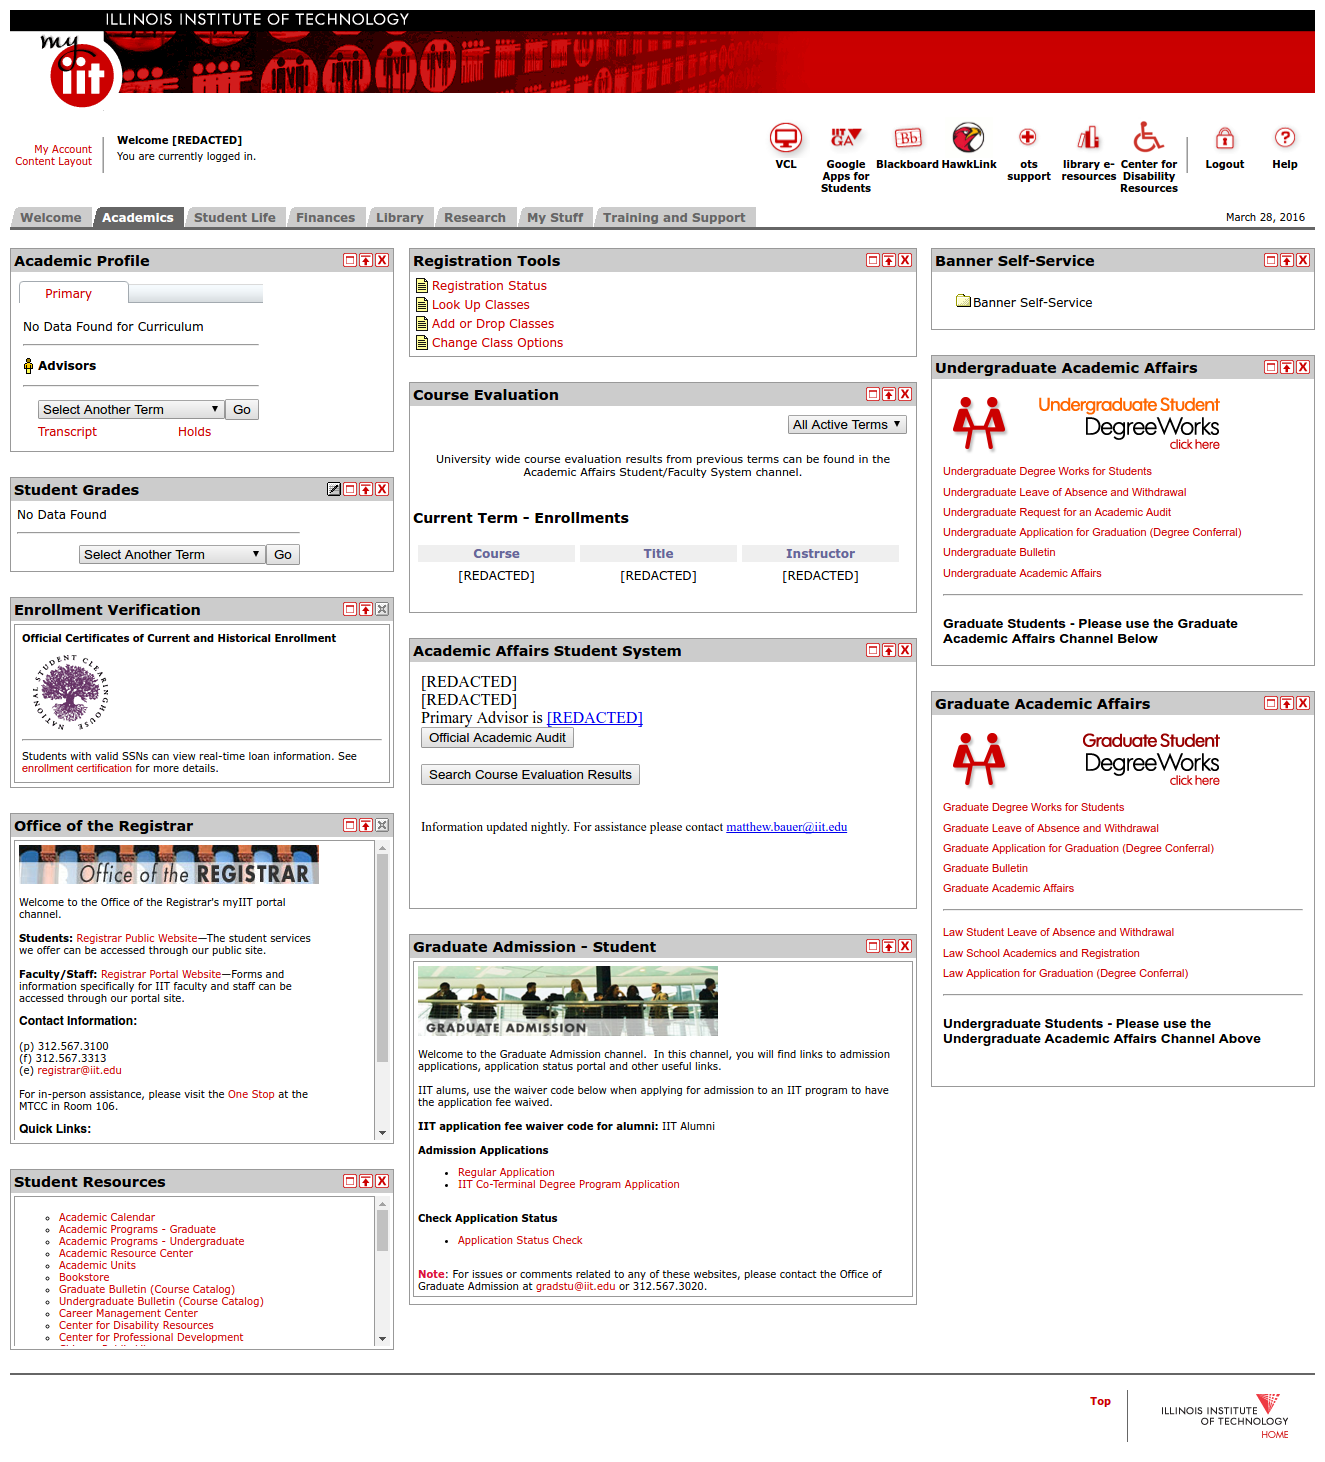 ILLINOIS INSTITUTE OF TECHNOLOGY
my
iit
My Account
Content Layout
Welcome [REDACTED]
You are currently logged in.
VCL
IIT
GA
Google
Apps for
Students
Bb
Blackboard
HawkLink
ots
support
library e-
resources
Center for
Disability
Resources
Logout
?
Help
Welcome
Academics
Student Life
Finances
Library
Research
My Stuff
Training and Support
March 28, 2016
Academic Profile
Primary
No Data Found for Curriculum
Advisors
Select Another Term
Go
Transcript
Holds
Student Grades
No Data Found
Select Another Term
Go
Enrollment Verification
Official Certificates of Current and Historical Enrollment
NATIONAL STUDENT CLEARINGHOUSE
Students with valid SSNs can view real-time loan information. See
enrollment certification for more details.
Office of the Registrar
Office of the REGISTRAR
Welcome to the Office of the Registrar's myIIT portal
channel.
Students: Registrar Public Website—The student services
we offer can be accessed through our public site.
Faculty/Staff: Registrar Portal Website—Forms and
information specifically for IIT faculty and staff can be
accessed through our portal site.
Contact Information:
(p) 312.567.3100
(f) 312.567.3313
(e) registrar@iit.edu
For in-person assistance, please visit the One Stop at the
MTCC in Room 106.
Quick Links:
Student Resources
Academic Calendar
Academic Programs - Graduate
Academic Programs - Undergraduate
Academic Resource Center
Academic Units
Bookstore
Graduate Bulletin (Course Catalog)
Undergraduate Bulletin (Course Catalog)
Career Management Center
Center for Disability Resources
Center for Professional Development
Registration Tools
Registration Status
Look Up Classes
Add or Drop Classes
Change Class Options
Course Evaluation
All Active Terms
University wide course evaluation results from previous terms can be found in the
Academic Affairs Student/Faculty System channel.
Current Term - Enrollments
Course Title Instructor
[REDACTED] [REDACTED] [REDACTED]
Academic Affairs Student System
[REDACTED]
[REDACTED]
Primary Advisor is [REDACTED]
Official Academic Audit
Search Course Evaluation Results
Information updated nightly. For assistance please contact matthew.bauer@iit.edu
Graduate Admission - Student
GRADUATE ADMISSION
Welcome to the Graduate Admission channel. In this channel, you will find links to admission
applications, application status portal and other useful links.
IIT alums, use the waiver code below when applying for admission to an IIT program to have
the application fee waived.
IIT application fee waiver code for alumni: IIT Alumni
Admission Applications
Regular Application
IIT Co-Terminal Degree Program Application
Check Application Status
Application Status Check
Note: For issues or comments related to any of these websites, please contact the Office of
Graduate Admission at gradstu@iit.edu or 312.567.3020.
Banner Self-Service
Banner Self-Service
Undergraduate Academic Affairs
Undergraduate Student
DegreeWorks
click here
Undergraduate Degree Works for Students
Undergraduate Leave of Absence and Withdrawal
Undergraduate Request for an Academic Audit
Undergraduate Application for Graduation (Degree Conferral)
Undergraduate Bulletin
Undergraduate Academic Affairs
Graduate Students - Please use the Graduate
Academic Affairs Channel Below
Graduate Academic Affairs
Graduate Student
DegreeWorks
click here
Graduate Degree Works for Students
Graduate Leave of Absence and Withdrawal
Graduate Application for Graduation (Degree Conferral)
Graduate Bulletin
Graduate Academic Affairs
Law Student Leave of Absence and Withdrawal
Law School Academics and Registration
Law Application for Graduation (Degree Conferral)
Undergraduate Students - Please use the
Undergraduate Academic Affairs Channel Above
Top
ILLINOIS INSTITUTE
OF TECHNOLOGY
HOME